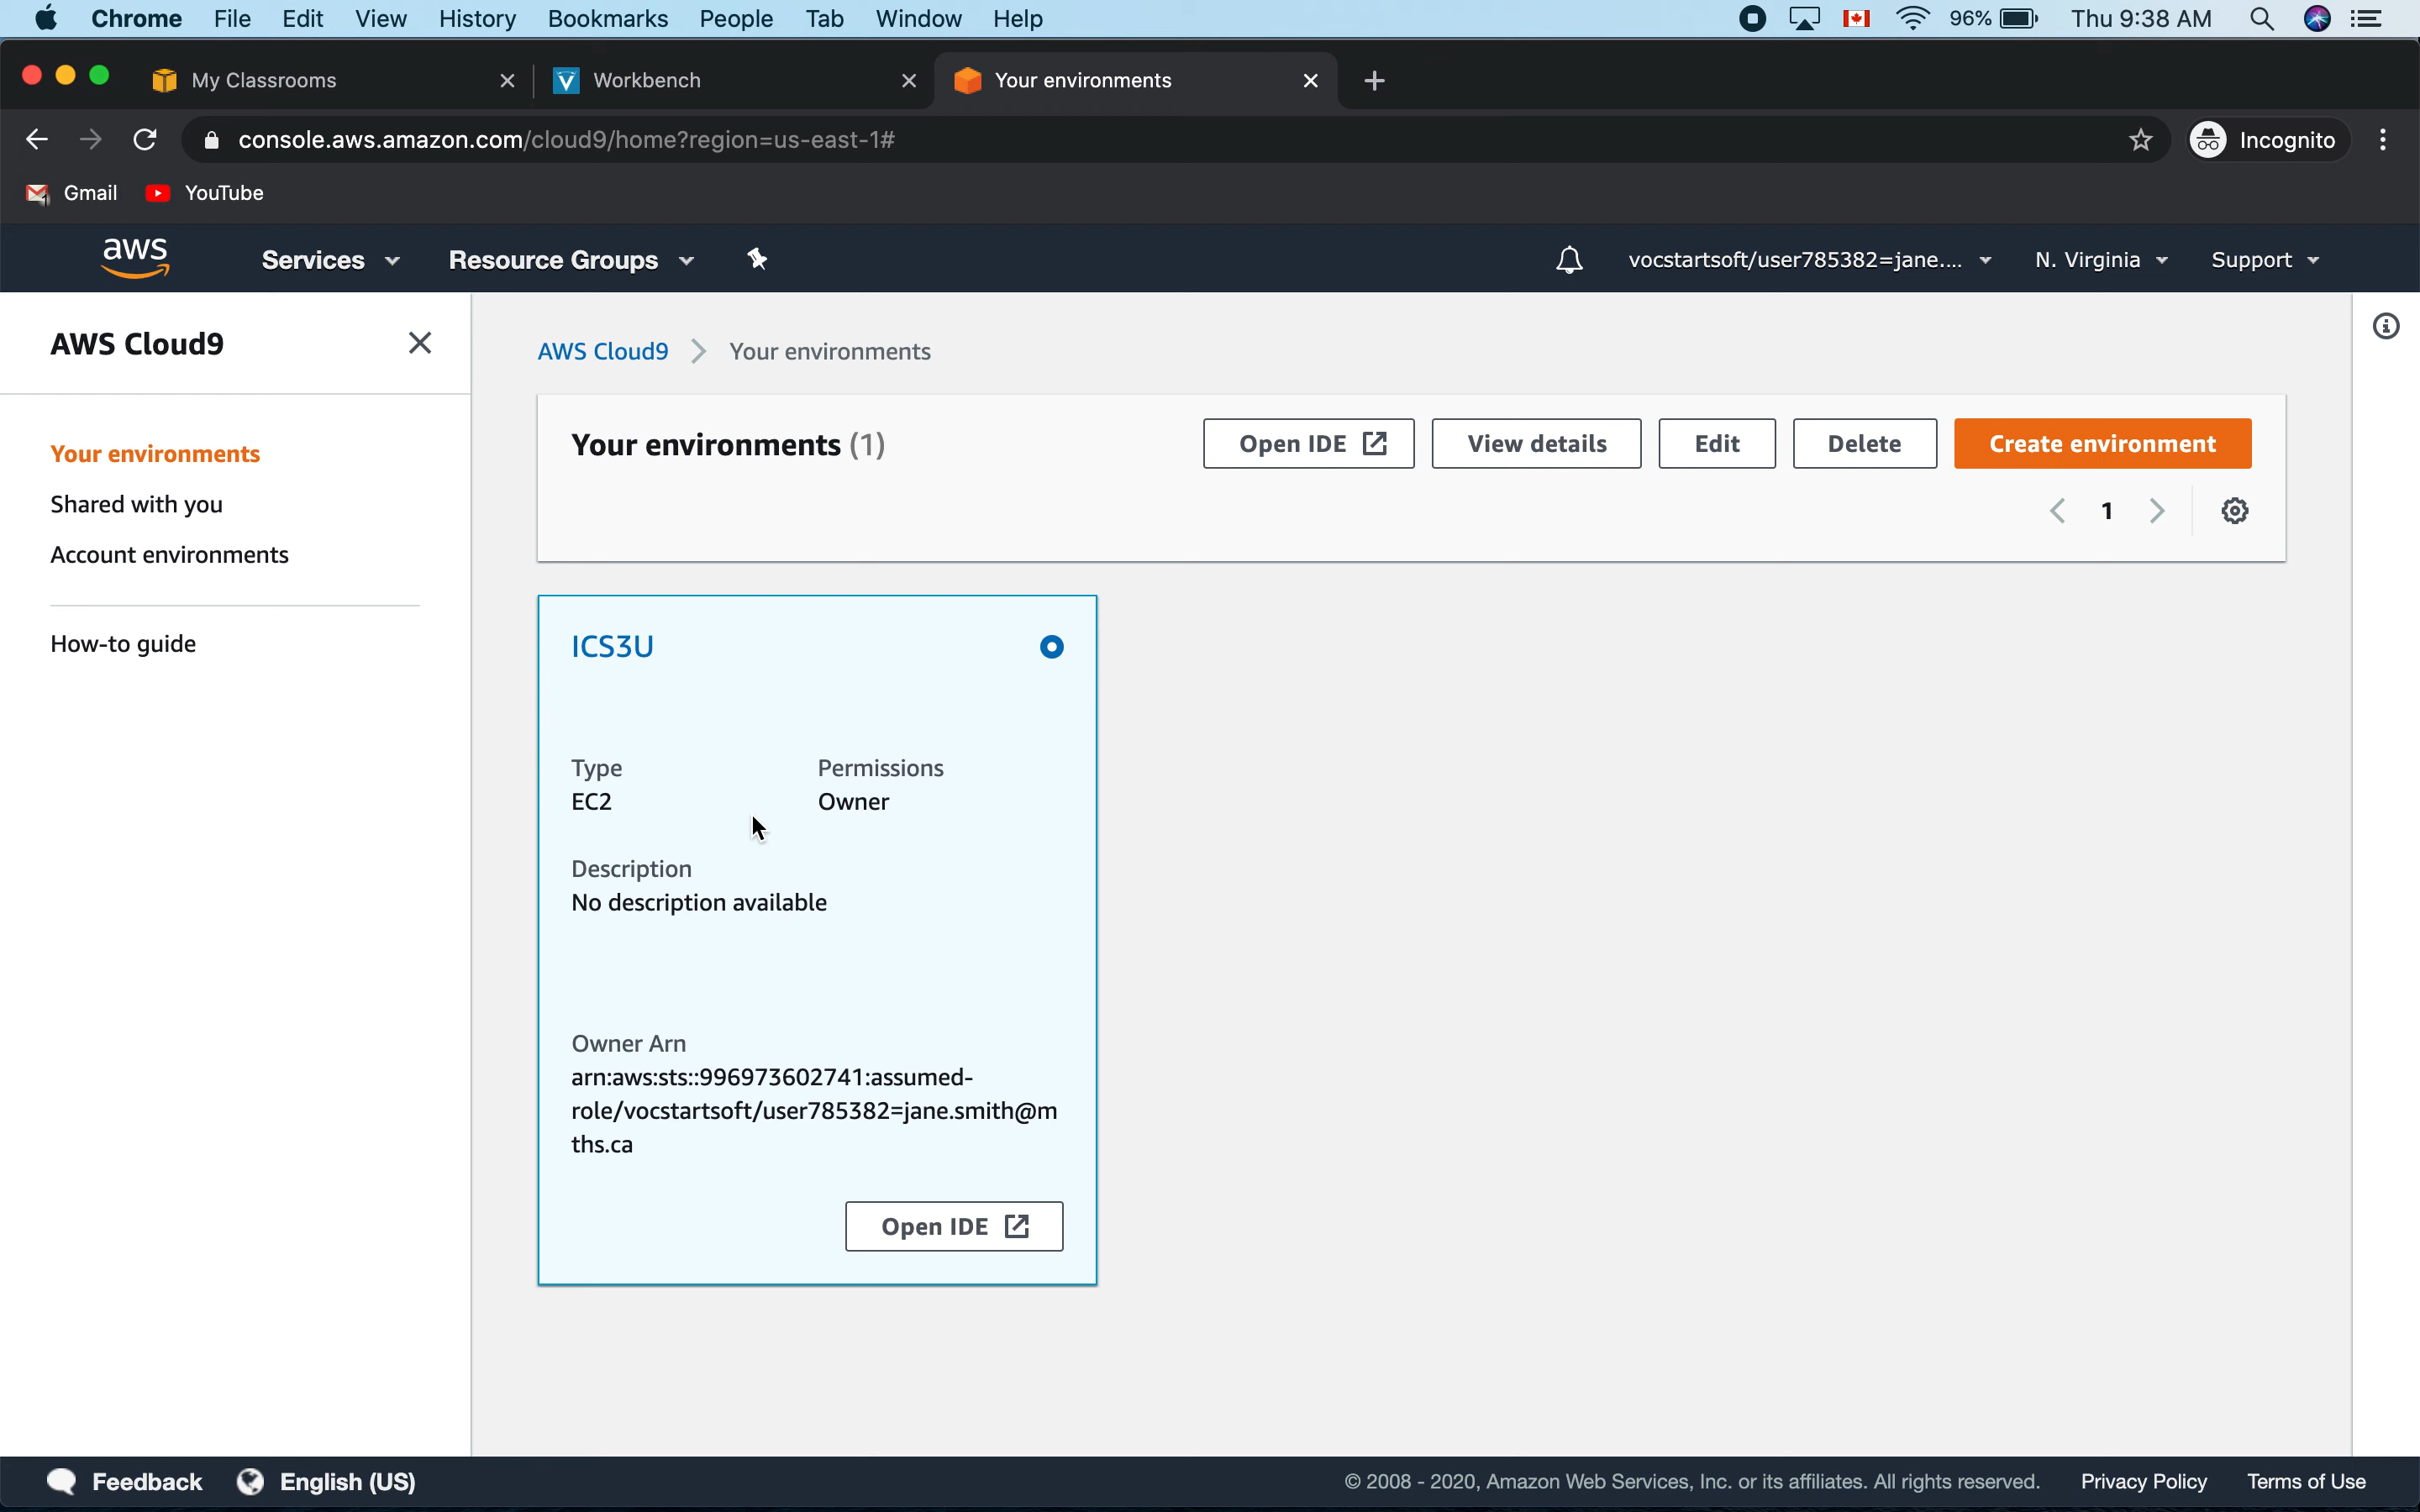 Chrome File Edit View History Bookmarks People Tab Window Help 96% Thu 9:38 AM
My Classrooms Workbench Your environments
console.aws.amazon.com/cloud9/home?region=us-east-1# Incognito
Gmail YouTube
aws Services Resource Groups vocstartsoft/user785382=jane.... N. Virginia Support
AWS Cloud9
Your environments
Shared with you
Account environments
How-to guide
AWS Cloud9 Your environments
Your environments (1) Open IDE View details Edit Delete Create environment
1
ICS3U
Type Permissions
EC2 Owner
Description
No description available
Owner Arn
arn:aws:sts::996973602741:assumed-
role/vocstartsoft/user785382=jane.smith@m
ths.ca
Open IDE
Feedback English (US) © 2008 - 2020, Amazon Web Services, Inc. or its affiliates. All rights reserved. Privacy Policy Terms of Use